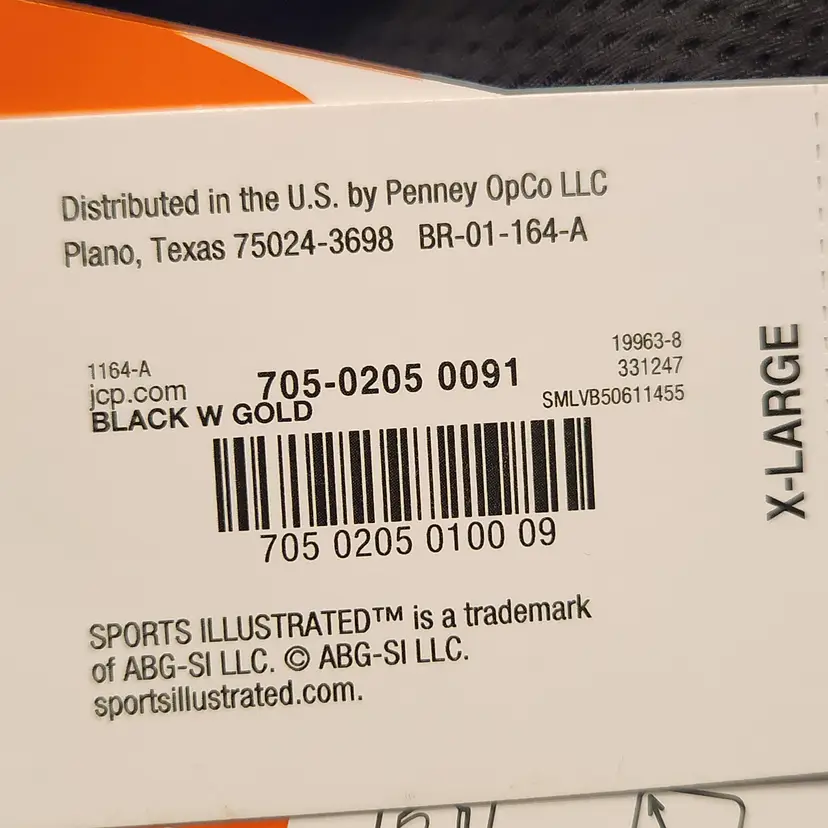 Distributed in the U.S. by Penney OpCo LLC
Plano, Texas 75024-3698 BR-01-164-A
1164-A
19963-8
jcp.com
705-0205 0091
331247
BLACK W GOLD
SMLVB50611455
705 0205 0100 09
X-LARGE
SPORTS ILLUSTRATED™ is a trademark
of ABG-SI LLC. © ABG-SI LLC.
sportsillustrated.com.